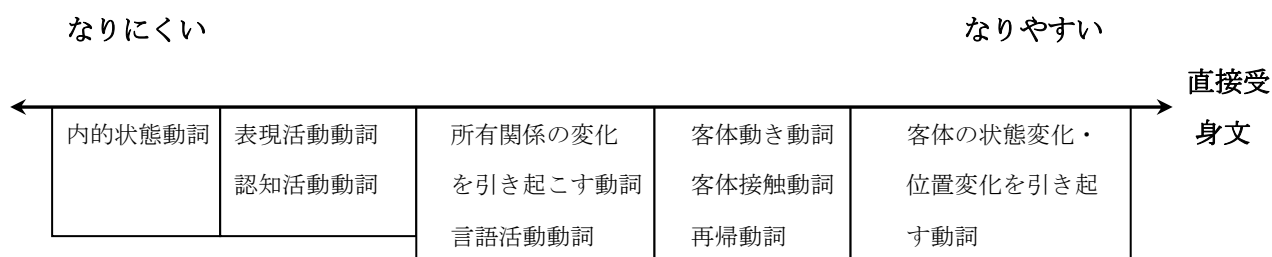 なりにくい
なりやすい
直接受
身文
内的状態動詞
表現活動動詞
認知活動動詞
所有関係の変化
を引き起こす動詞
言語活動動詞
客体動き動詞
客体接触動詞
再帰動詞
客体の状態変化・
位置変化を引き起
す動詞